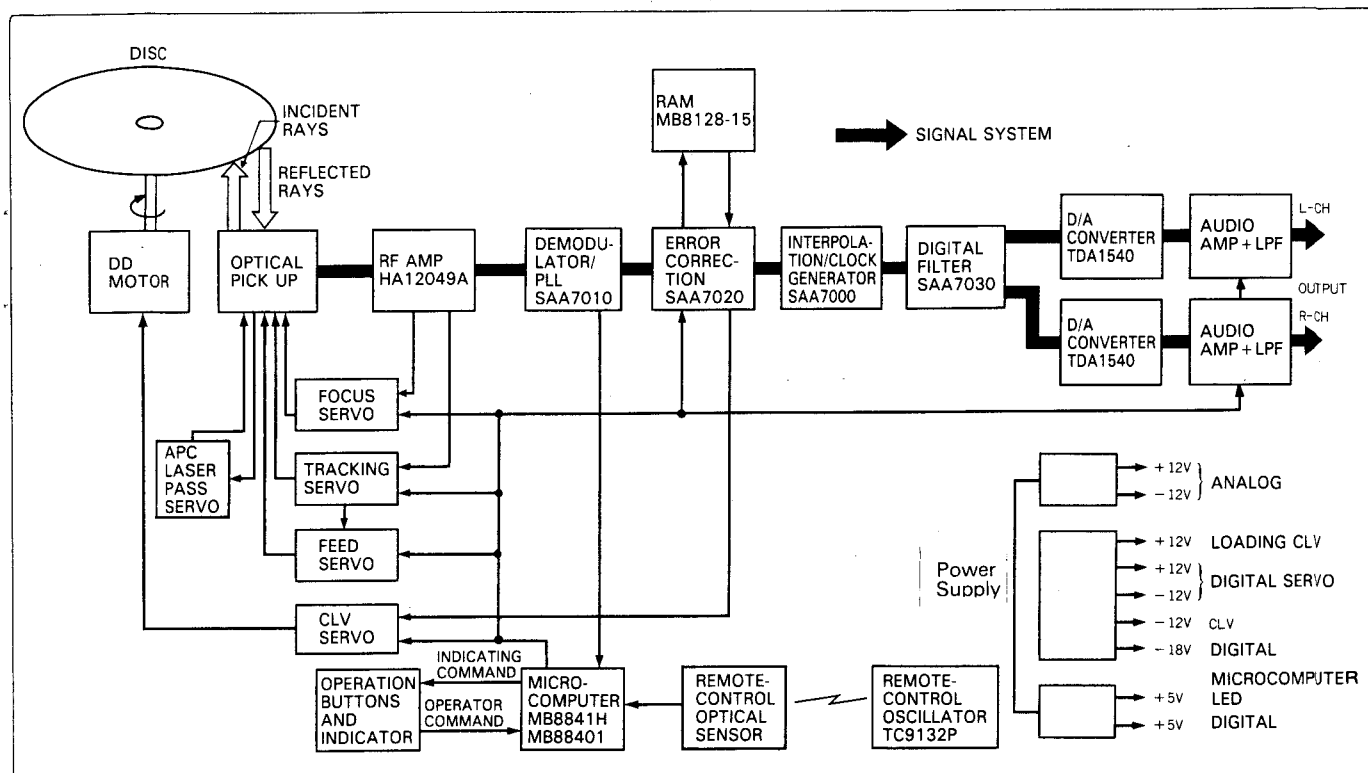 DISC
INCIDENT
RAYS
REFLECTED
RAYS
RAM
MB8128-15
SIGNAL SYSTEM
DD
MOTOR
OPTICAL
PICK UP
RF AMP
HA12049A
DEMODU-
LATOR/
PLL
SAA7010
ERROR
CORREC-
TION
SAA7020
INTERPOLA-
TION/CLOCK
GENERATOR
SAA7000
DIGITAL
FILTER
SAA7030
D/A
CONVERTER
TDA1540
AUDIO
AMP+LPF
L-CH
OUTPUT
D/A
CONVERTER
TDA1540
AUDIO
AMP+LPF
R-CH
FOCUS
SERVO
APC
LASER
PASS
SERVO
TRACKING
SERVO
FEED
SERVO
CLV
SERVO
INDICATING
COMMAND
OPERATION
BUTTONS
AND
INDICATOR
OPERATOR
COMMAND
MICRO-
COMPUTER
MB8841H
MB88401
REMOTE-
CONTROL
OPTICAL
SENSOR
REMOTE-
CONTROL
OSCILLATOR
TC9132P
Power
Supply
+12V
-12V
ANALOG
+12V LOADING CLV
+12V
-12V
DIGITAL SERVO
-12V CLV
-18V DIGITAL
MICROCOMPUTER
+5V LED
+5V DIGITAL